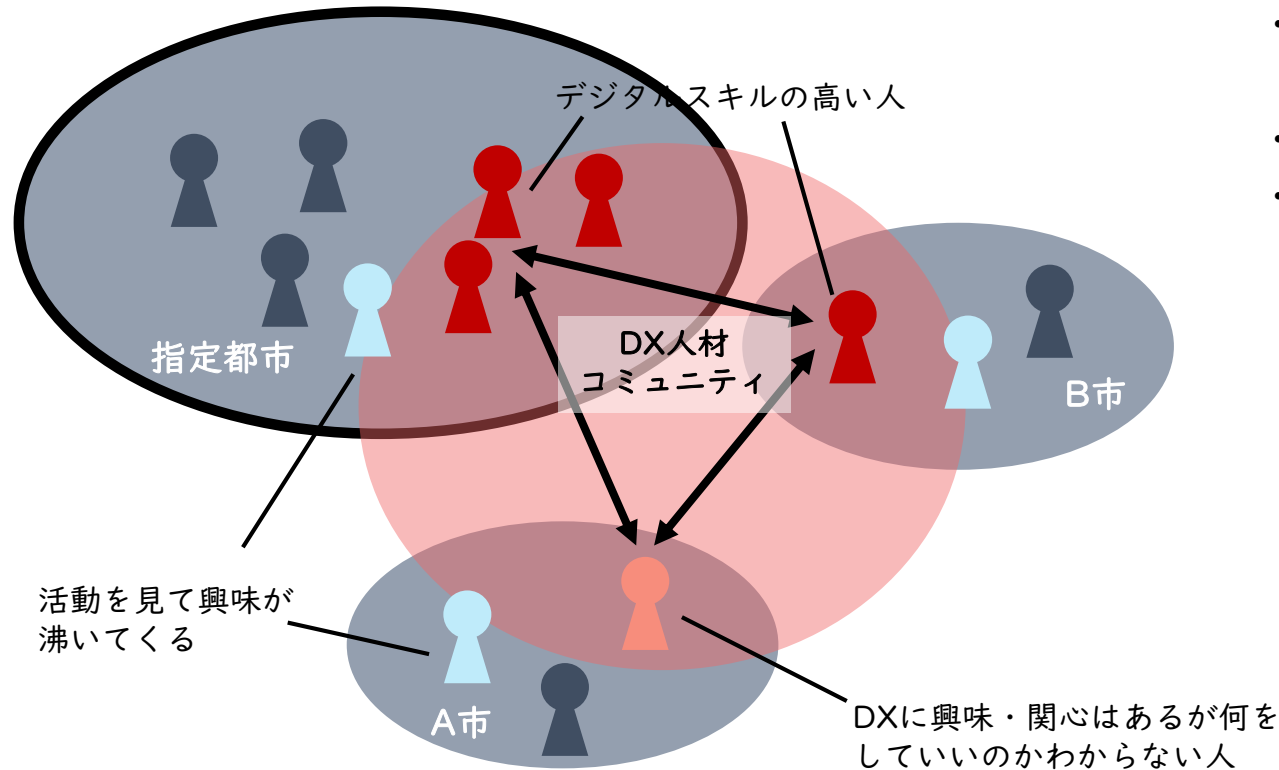 ・
デジタルスキルの高い人
・
・
指定都市
DX人材
コミュニティ
B市
活動を見て興味が
沸いてくる
A市
DXに興味・関心はあるが何を
していいのかわからない人